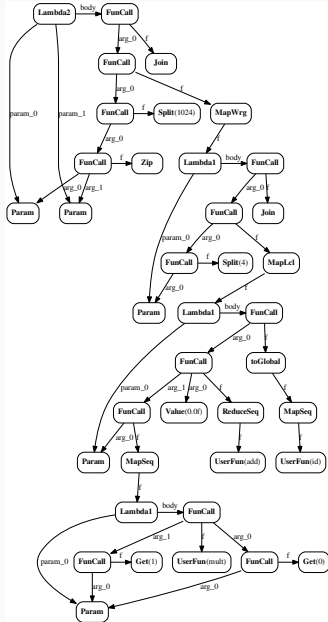 Lambda2 body FunCall
arg_0 f
FunCall Join
param_0 param_1 arg_0 f
FunCall f Split(1024) MapWrg
arg_0 f
FunCall f Zip Lambda1 body FunCall
arg_0 arg_1 arg_0 f
Param Param FunCall Join
param_0 arg_0 f
FunCall f Split(4) MapLcl
arg_0 f
Param Lambda1 body FunCall
arg_0 f
FunCall toGlobal
param_0 arg_1 arg_0 f f
FunCall Value(0.0f) ReduceSeq MapSeq
arg_0 f f f
Param MapSeq UserFun(add) UserFun(id)
f
Lambda1 body FunCall
param_0 arg_1 f arg_0
FunCall f Get(1) UserFun(mult) FunCall f Get(0)
arg_0 arg_0
Param